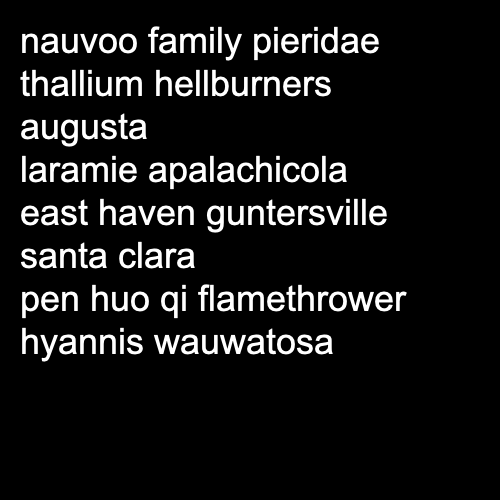 nauvoo family pieridae
thallium hellburners
augusta
laramie apalachicola
east haven guntersville
santa clara
pen huo qi flamethrower
hyannis wauwatosa